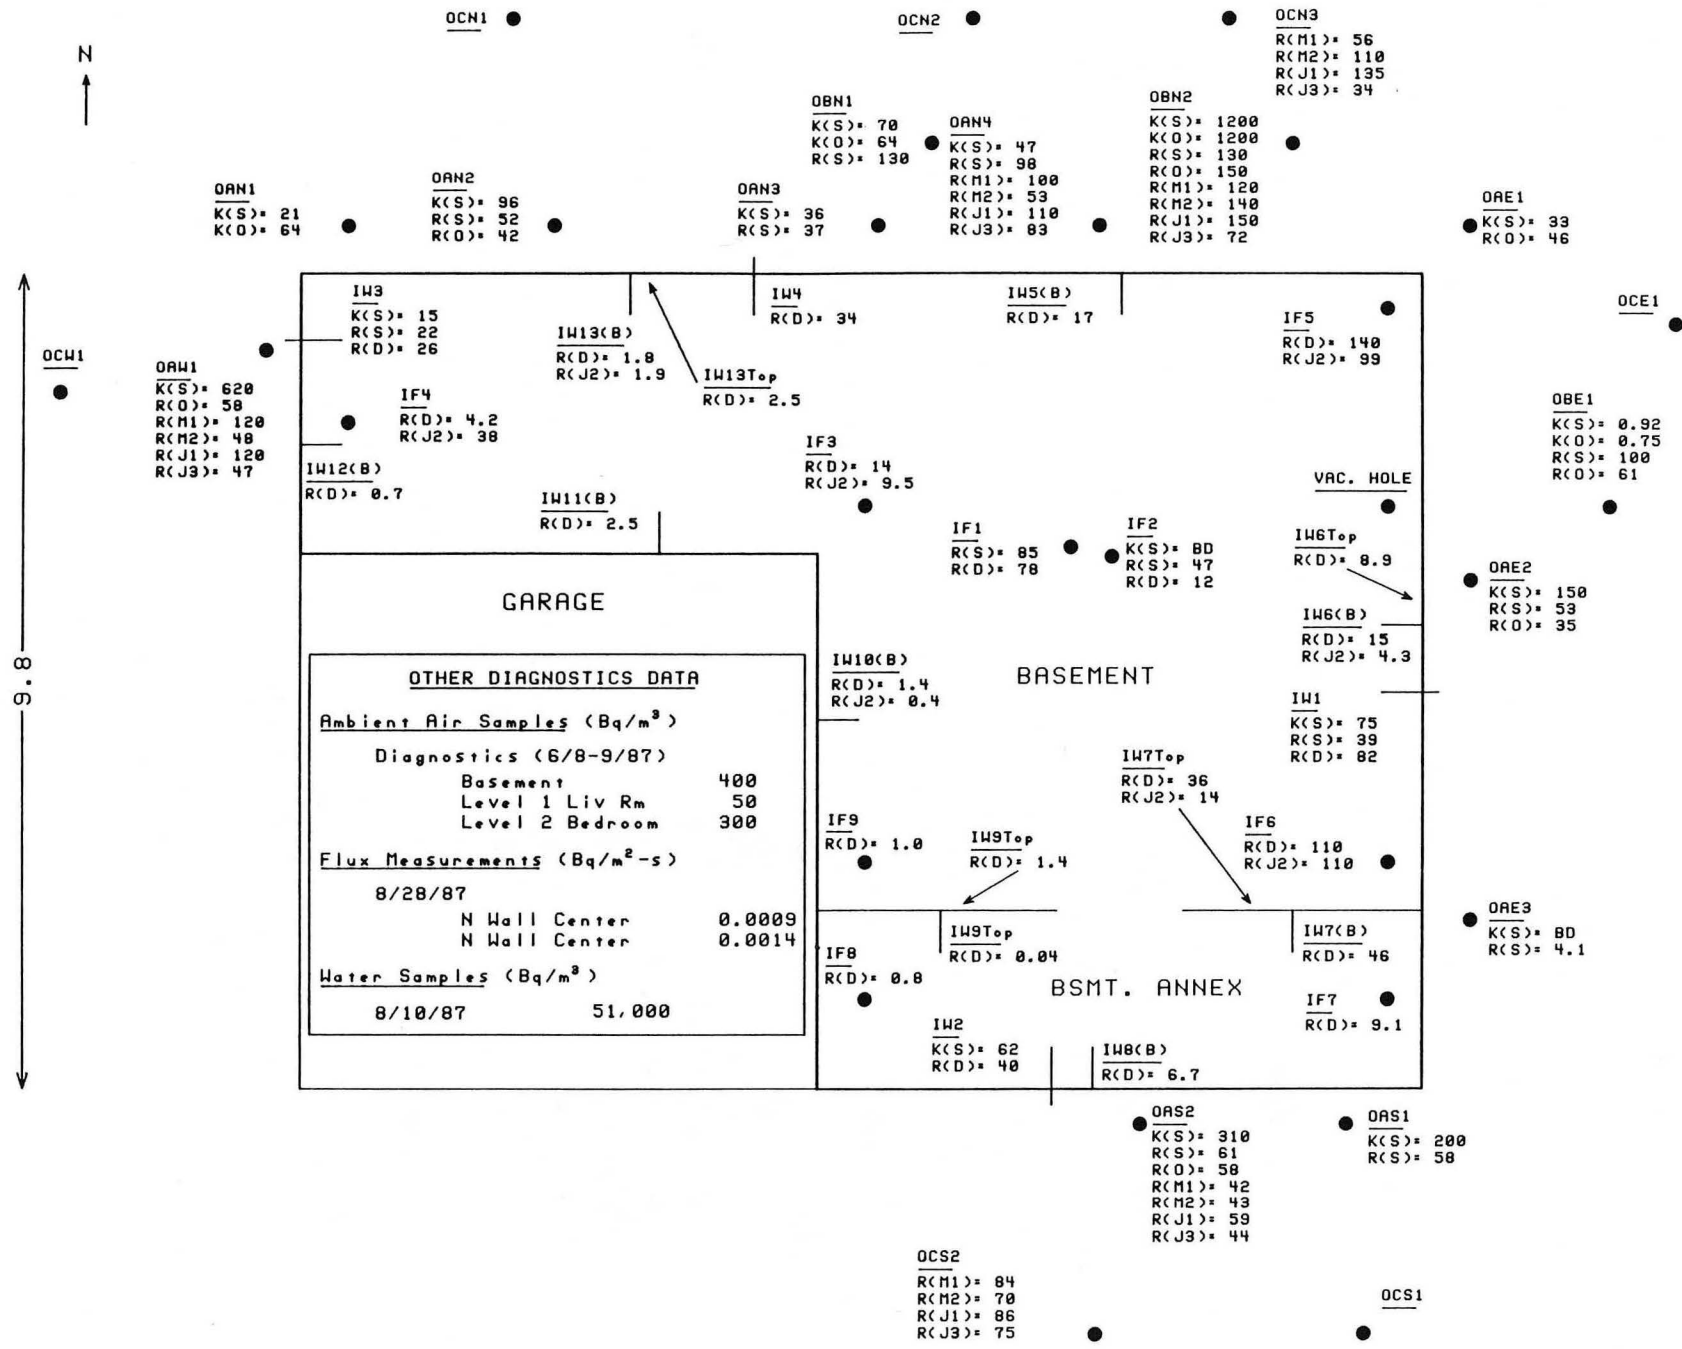 N
OCN1
OCN2
OCN3
R(M1)= 56
R(M2)= 110
R(J1)= 135
R(J3)= 34
OBN1
K(S)= 70
K(O)= 64
R(S)= 130
OAN4
K(S)= 47
R(S)= 98
R(M1)= 100
R(M2)= 53
R(J1)= 110
R(J3)= 83
OBN2
K(S)= 1200
K(O)= 1200
R(S)= 130
R(O)= 150
R(M1)= 120
R(M2)= 140
R(J1)= 150
R(J3)= 72
OAN1
K(S)= 21
K(O)= 64
OAN2
K(S)= 96
R(S)= 52
R(O)= 42
OAN3
K(S)= 36
R(S)= 37
OAE1
K(S)= 33
R(O)= 46
IW3
K(S)= 15
R(S)= 22
R(D)= 26
IW13(B)
R(D)= 1.8
R(J2)= 1.9
IW4
R(D)= 34
IW5(B)
R(D)= 17
IF5
R(D)= 140
R(J2)= 99
OCE1
OCW1
OAW1
K(S)= 620
R(O)= 58
R(M1)= 120
R(M2)= 48
R(J1)= 120
R(J3)= 47
IF4
R(D)= 4.2
R(J2)= 38
IW13Top
R(D)= 2.5
OBE1
K(S)= 0.92
K(O)= 0.75
R(S)= 100
R(O)= 61
IW12(B)
R(D)= 0.7
IF3
R(D)= 14
R(J2)= 9.5
VAC. HOLE
IW11(B)
R(D)= 2.5
IF1
R(S)= 85
R(D)= 78
IF2
K(S)= BD
R(S)= 47
R(D)= 12
IW6Top
R(D)= 8.9
OAE2
K(S)= 150
R(S)= 53
R(O)= 35
GARAGE
9.8
IW6(B)
R(D)= 15
R(J2)= 4.3
IW10(B)
R(D)= 1.4
R(J2)= 0.4
BASEMENT
IW1
K(S)= 75
R(S)= 39
R(D)= 82
OTHER DIAGNOSTICS DATA
Ambient Air Samples (Bq/m³)
Diagnostics (6/8-9/87)
Basement 400
Level 1 Liv Rm 50
Level 2 Bedroom 300
Flux Measurements (Bq/m²-s)
8/28/87
N Wall Center 0.0009
N Wall Center 0.0014
Water Samples (Bq/m³)
8/10/87 51,000
IW7Top
R(D)= 36
R(J2)= 14
IF9
R(D)= 1.0
IW9Top
R(D)= 1.4
IF6
R(D)= 110
R(J2)= 110
IW9Top
R(D)= 0.04
IW7(B)
R(D)= 46
OAE3
K(S)= BD
R(S)= 4.1
IF8
R(D)= 0.8
BSMT. ANNEX
IF7
R(D)= 9.1
IW2
K(S)= 62
R(D)= 40
IW8(B)
R(D)= 6.7
OAS2
K(S)= 310
R(S)= 61
R(O)= 58
R(M1)= 42
R(M2)= 43
R(J1)= 59
R(J3)= 44
OAS1
K(S)= 200
R(S)= 58
OCS2
R(M1)= 84
R(M2)= 70
R(J1)= 86
R(J3)= 75
OCS1